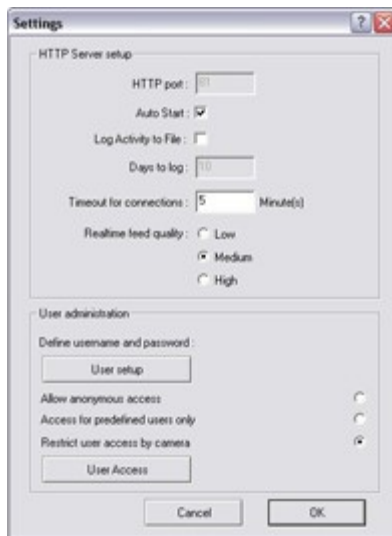 Settings
HTTP Server setup
HTTP port : 81
Auto Start :
Log Activity to File :
Days to log : 10
Timeout for connections : 5 Minute(s)
Realtime feed quality : Low
Medium
High
User administration
Define username and password :
User setup
Allow anonymous access
Access for predefined users only
Restrict user access by camera
User Access
Cancel OK